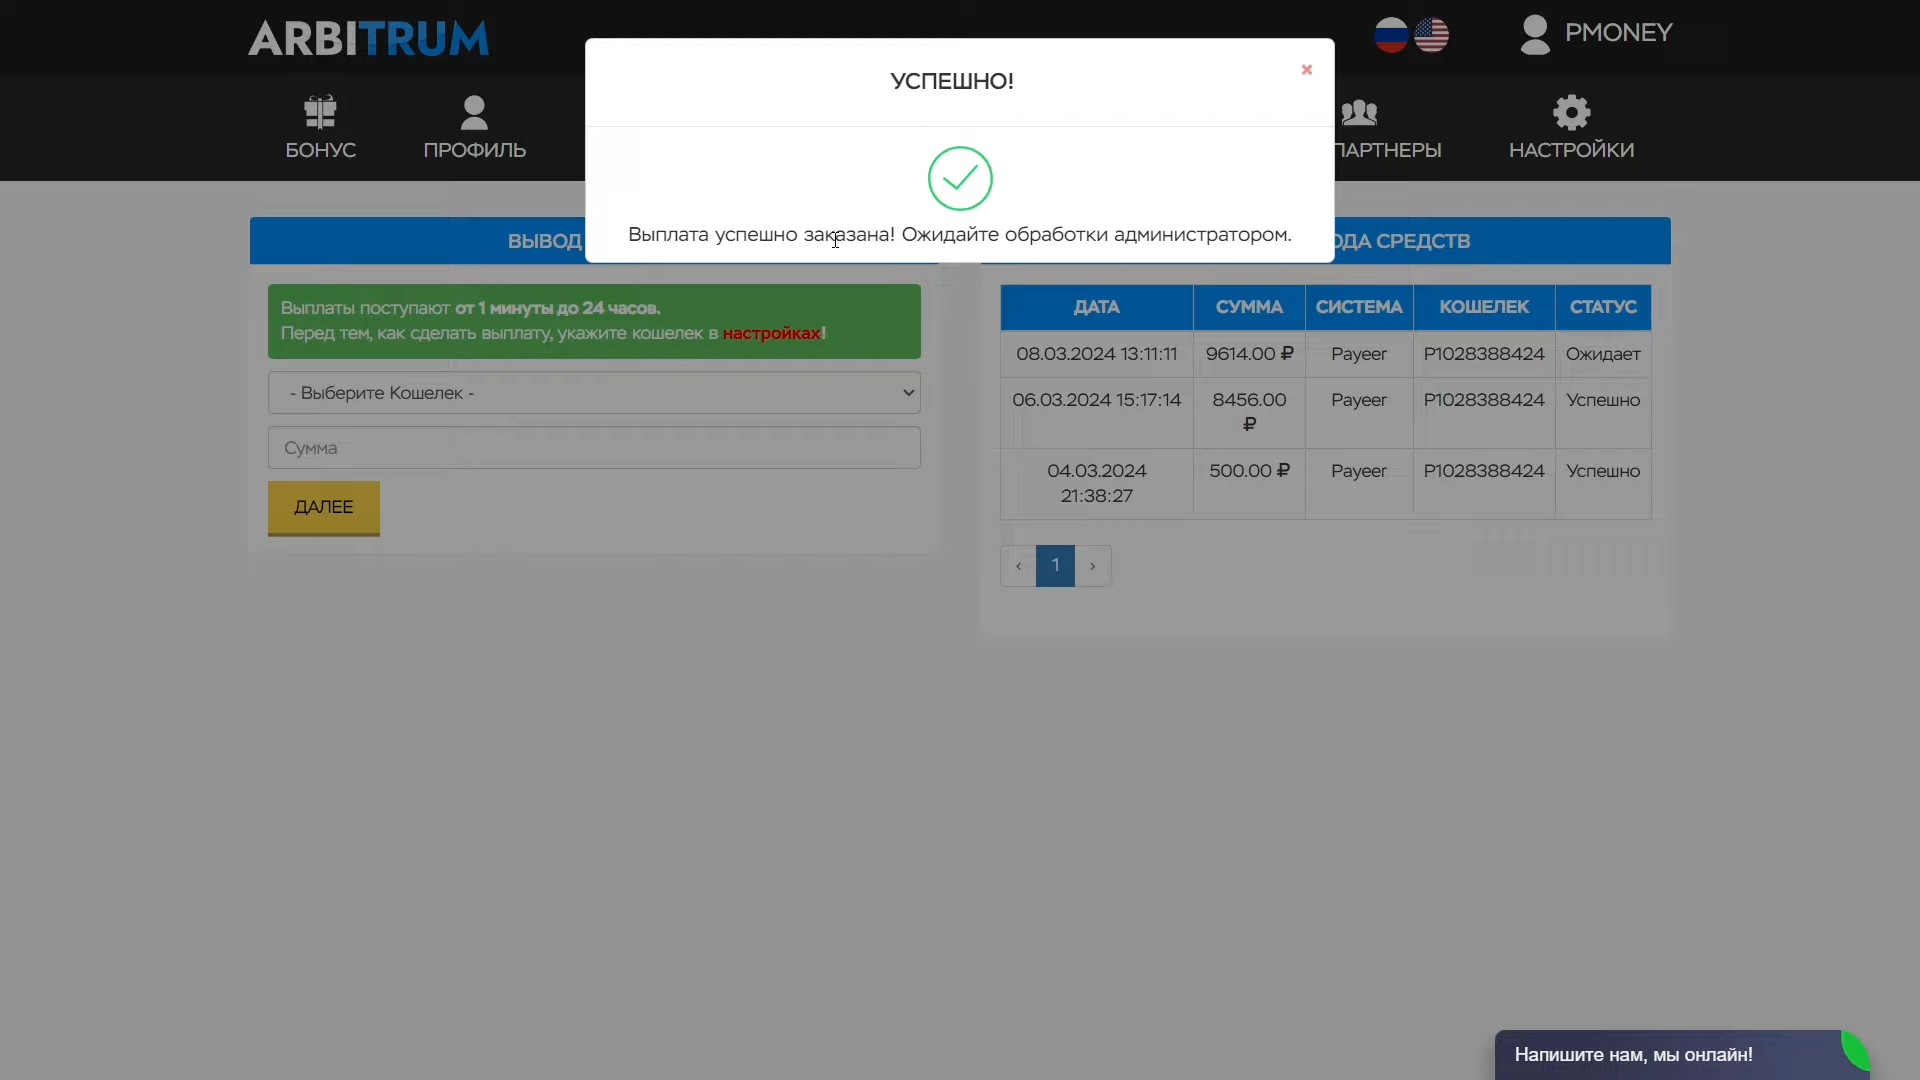 ARBITRUM
PMONEY
БОНУС
ПРОФИЛЬ
ПАРТНЕРЫ
НАСТРОЙКИ
УСПЕШНО!
Выплата успешно заказана! Ожидайте обработки администратором.
ВЫВОД
ОДА СРЕДСТВ
Выплаты поступают от 1 минуты до 24 часов.
Перед тем, как сделать выплату, укажите кошелек в настройках!
- Выберите Кошелек -
Сумма
ДАЛЕЕ
ДАТА СУММА СИСТЕМА КОШЕЛЕК СТАТУС
08.03.2024 13:11:11 9614.00 ₽ Payeer P1028388424 Ожидает
06.03.2024 15:17:14 8456.00 Payeer P1028388424 Успешно
₽
04.03.2024 500.00 ₽ Payeer P1028388424 Успешно
21:38:27
‹ 1 ›
Напишите нам, мы онлайн!